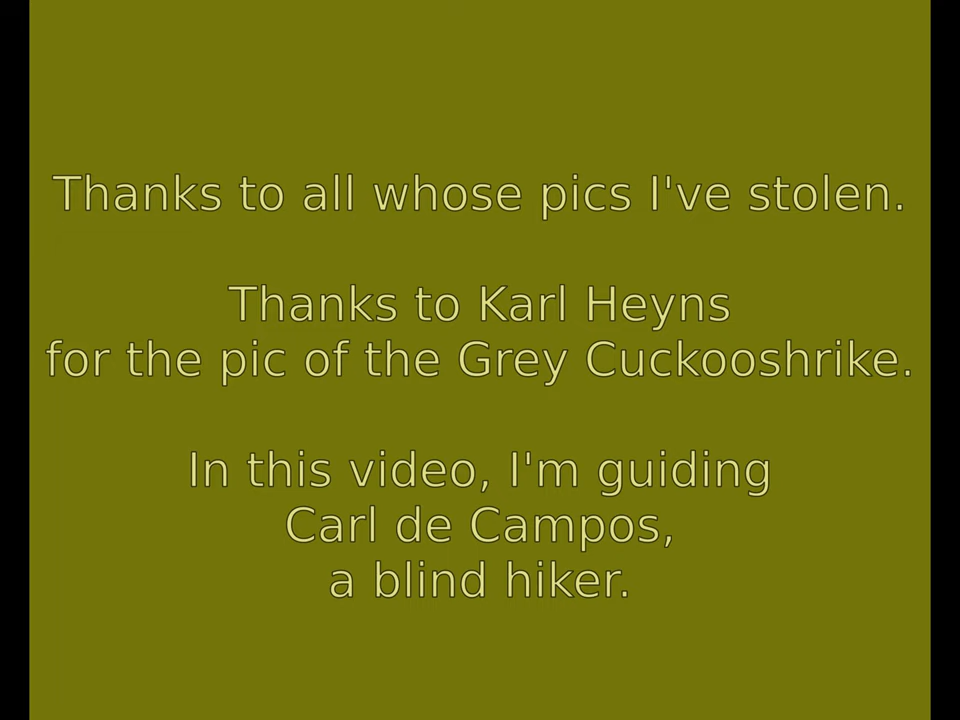 Thanks to all whose pics I've stolen.
Thanks to Karl Heyns
for the pic of the Grey Cuckooshrike.
In this video, I'm guiding
Carl de Campos,
a blind hiker.